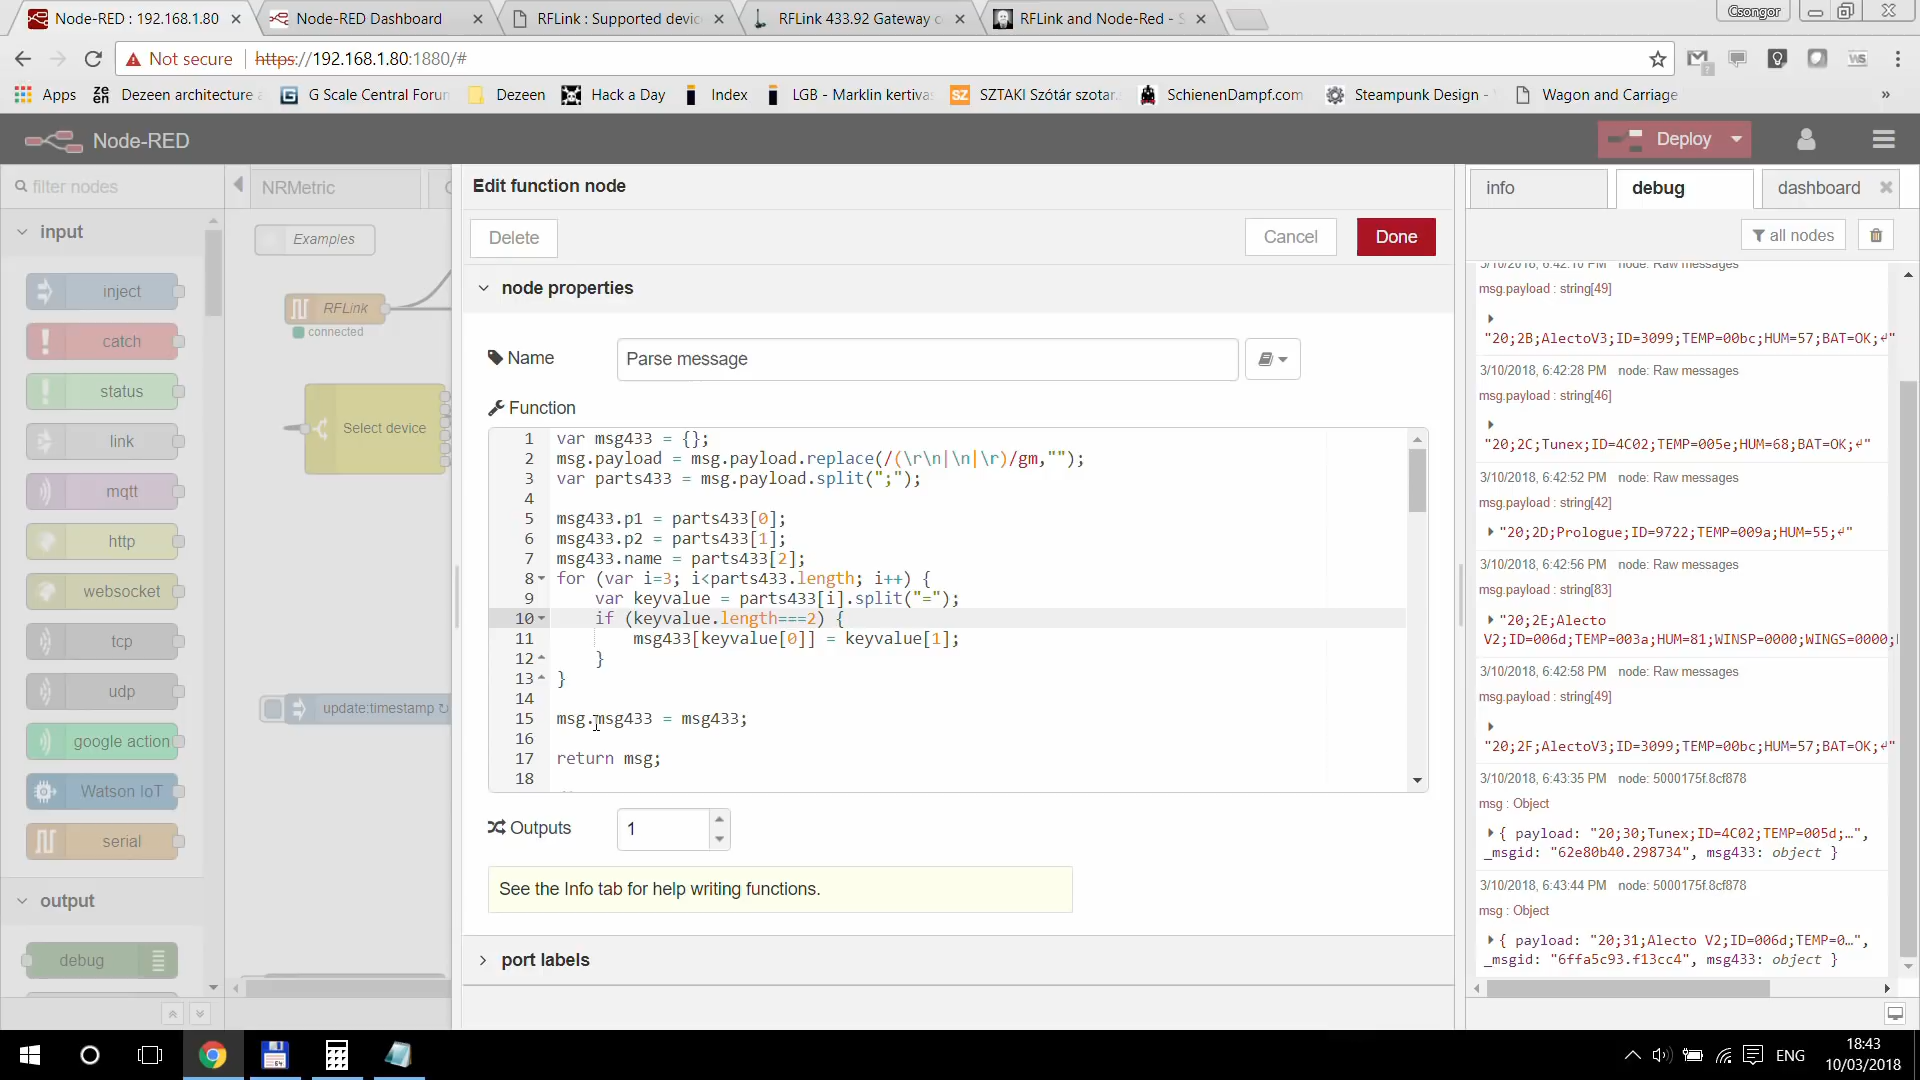 Csongor
Node-RED : 192.168.1.80
Node-RED Dashboard
RFLink : Supported devic
RFLink 433.92 Gateway c
RFLink and Node-Red - S
Not secure
https://192.168.1.80:1880/#
Apps
Dezeen architecture
G Scale Central Forum
Dezeen
Hack a Day
Index
LGB - Marklin kertiva
SZTAKI Szótár szotar.
SchienenDampf.com
Steampunk Design -
Wagon and Carriage
»
Node-RED
Deploy
filter nodes
input
inject
catch
status
link
mqtt
http
websocket
tcp
udp
google action
Watson IoT
serial
output
debug
NRMetric
Examples
RFLink
connected
Select device
update:timestamp ↻
Edit function node
Delete
Cancel
Done
node properties
Name
Parse message
Function
1 var msg433 = {};
2 msg.payload = msg.payload.replace(/(\r\n|\n|\r)/gm,"");
3 var parts433 = msg.payload.split(";");
4
5 msg433.p1 = parts433[0];
6 msg433.p2 = parts433[1];
7 msg433.name = parts433[2];
8 for (var i=3; i<parts433.length; i++) {
9 var keyvalue = parts433[i].split("=");
10 if (keyvalue.length===2) {
11 msg433[keyvalue[0]] = keyvalue[1];
12 }
13 }
14
15 msg.msg433 = msg433;
16
17 return msg;
18
Outputs
1
See the Info tab for help writing functions.
port labels
info
debug
dashboard
all nodes
3/10/2018, 6:42:10 PM node: Raw messages
msg.payload : string[49]
"20;2B;AlectoV3;ID=3099;TEMP=00bc;HUM=57;BAT=OK;↵"
3/10/2018, 6:42:28 PM node: Raw messages
msg.payload : string[46]
"20;2C;Tunex;ID=4C02;TEMP=005e;HUM=68;BAT=OK;↵"
3/10/2018, 6:42:52 PM node: Raw messages
msg.payload : string[42]
"20;2D;Prologue;ID=9722;TEMP=009a;HUM=55;↵"
3/10/2018, 6:42:56 PM node: Raw messages
msg.payload : string[83]
"20;2E;Alecto
V2;ID=006d;TEMP=003a;HUM=81;WINSP=0000;WINGS=0000;
3/10/2018, 6:42:58 PM node: Raw messages
msg.payload : string[49]
"20;2F;AlectoV3;ID=3099;TEMP=00bc;HUM=57;BAT=OK;↵"
3/10/2018, 6:43:35 PM node: 5000175f.8cf878
msg : Object
{ payload: "20;30;Tunex;ID=4C02;TEMP=005d;…",
_msgid: "62e80b40.298734", msg433: object }
3/10/2018, 6:43:44 PM node: 5000175f.8cf878
msg : Object
{ payload: "20;31;Alecto V2;ID=006d;TEMP=0…",
_msgid: "6ffa5c93.f13cc4", msg433: object }
ENG
18:43
10/03/2018